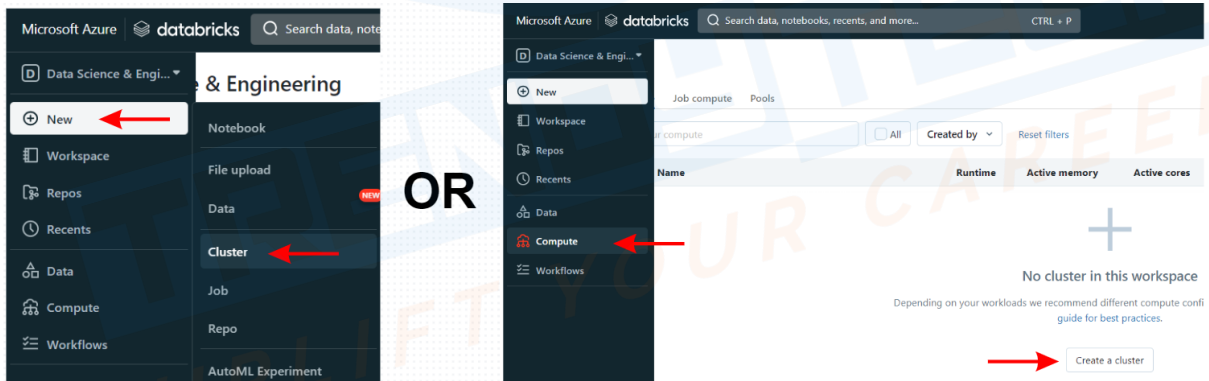 Microsoft Azure databricks Search data, note
Data Science & Engi...
& Engineering
New
Notebook
Workspace
File upload
Repos
Data NEW
Recents
Cluster
Data
Job
Compute
Repo
Workflows
AutoML Experiment
OR
Microsoft Azure databricks Search data, notebooks, recents, and more... CTRL + P
D Data Science & Engi...
New
Job compute Pools
Workspace
ur compute All Created by Reset filters
Repos
Recents
Name Runtime Active memory Active cores
Data
Compute
Workflows
No cluster in this workspace
Depending on your workloads we recommend different compute confi
guide for best practices.
Create a cluster
UPLIFT YOUR CAREER